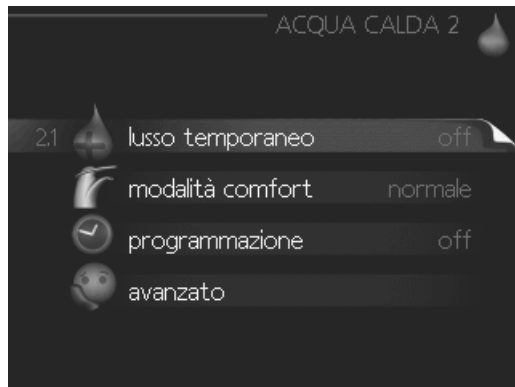 ACQUA CALDA 2
2.1 lusso temporaneo off
modalità comfort normale
programmazione off
avanzato